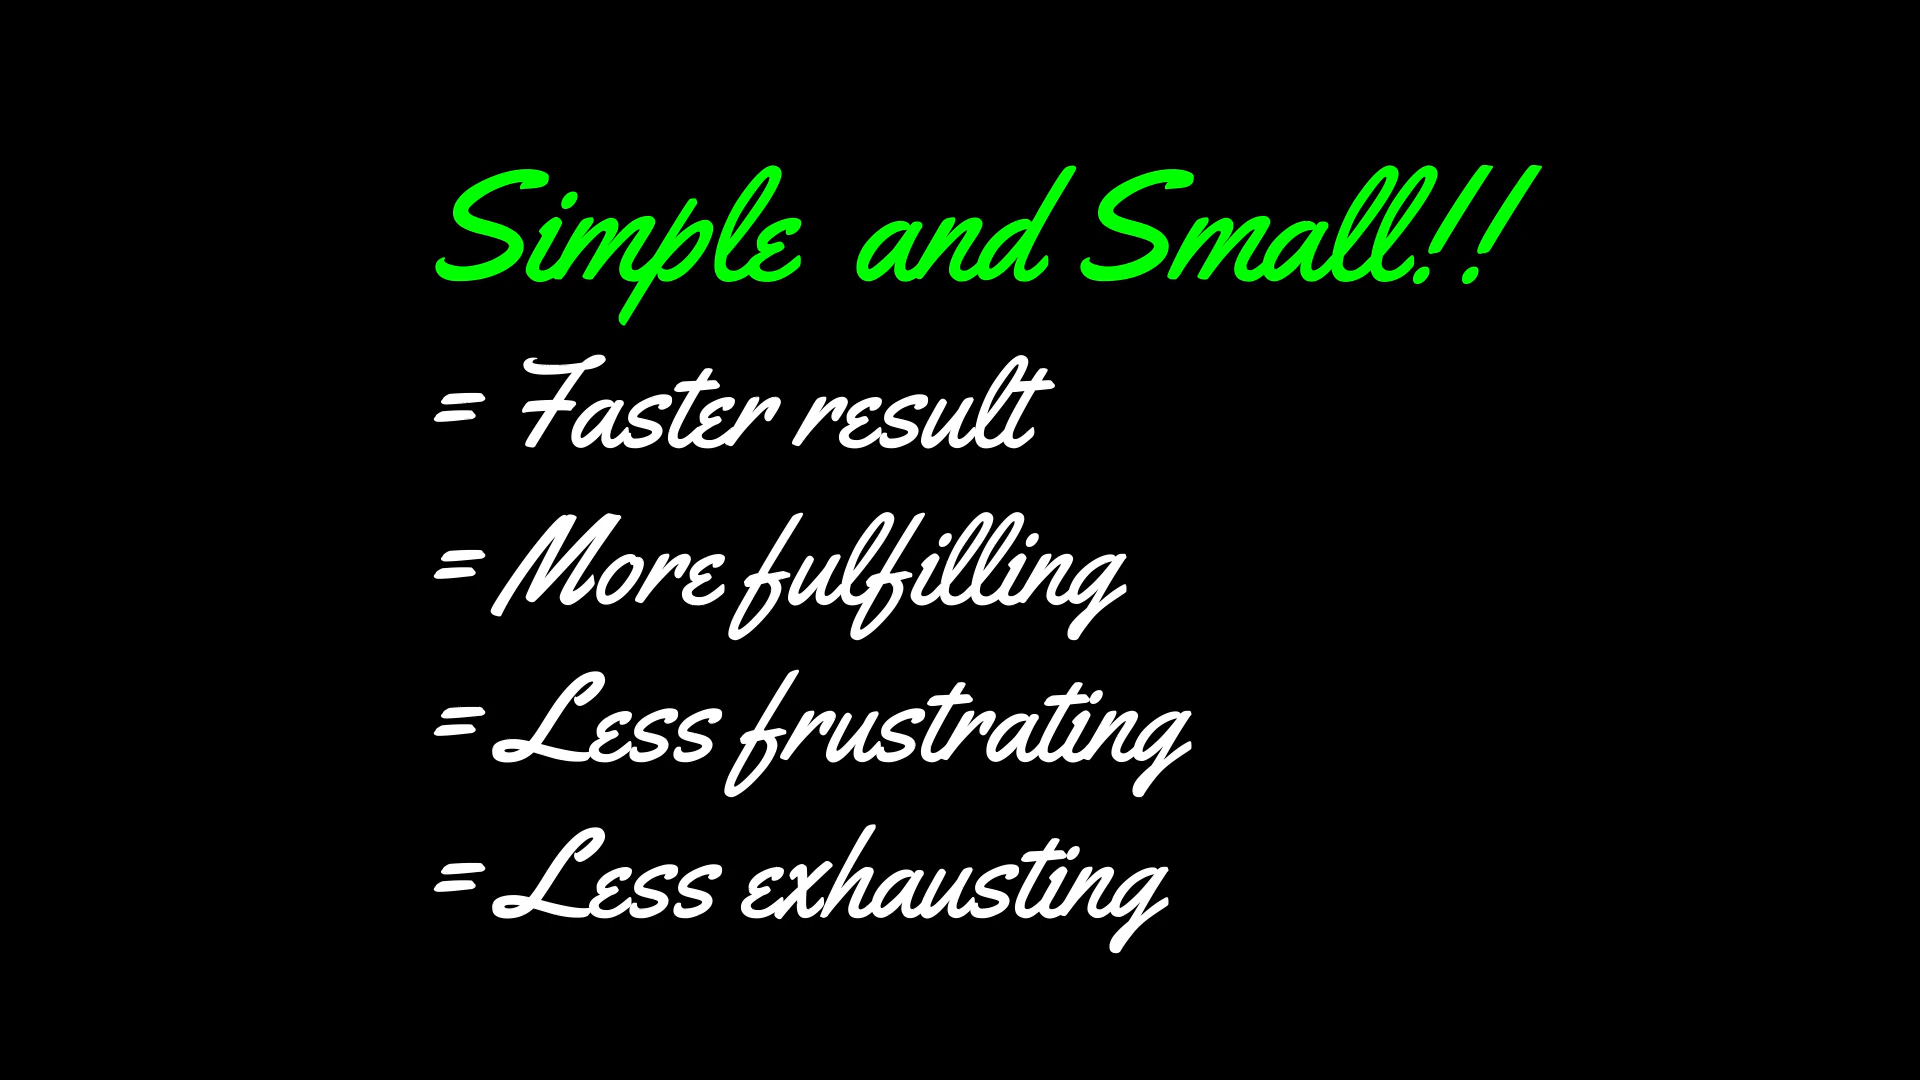 Simple and Small!!
= Faster result
= More fulfilling
= Less frustrating
= Less exhausting